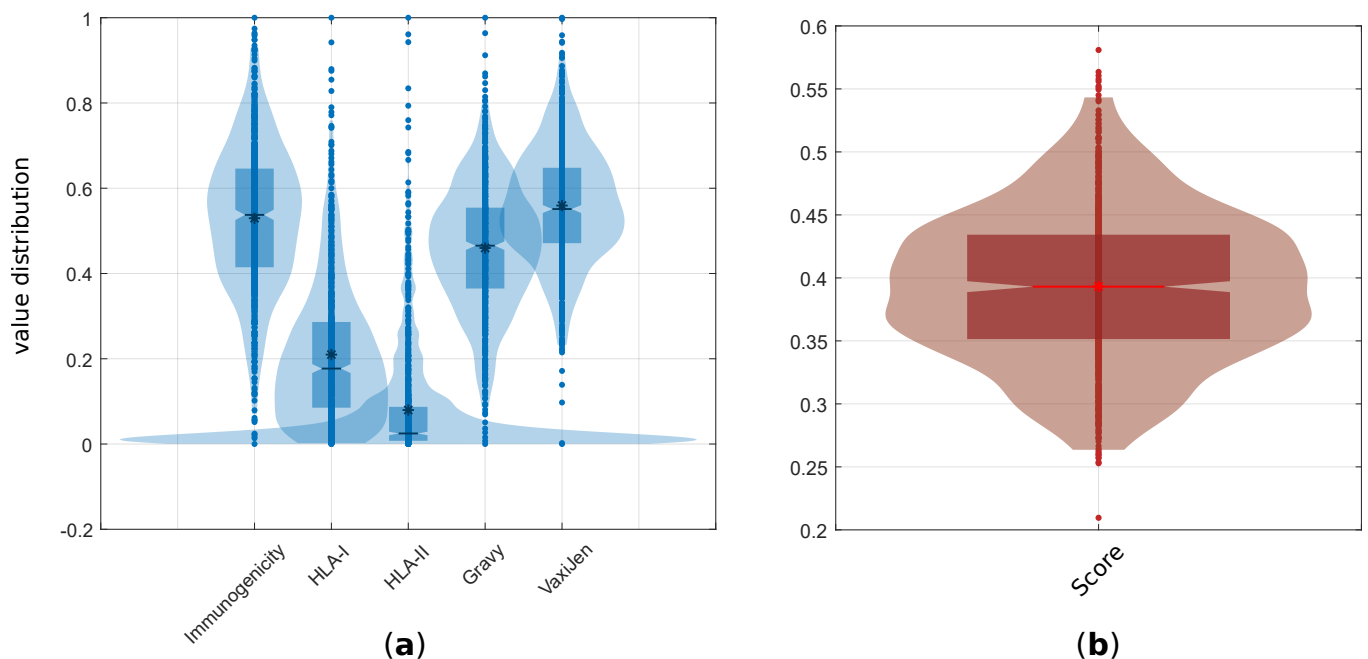 value distribution
1
0.8
0.6
0.4
0.2
0
-0.2
Immunogenicity
HLA-I
HLA-II
Gravy
VaxiJen
(a)
0.6
0.55
0.5
0.45
0.4
0.35
0.3
0.25
0.2
Score
(b)